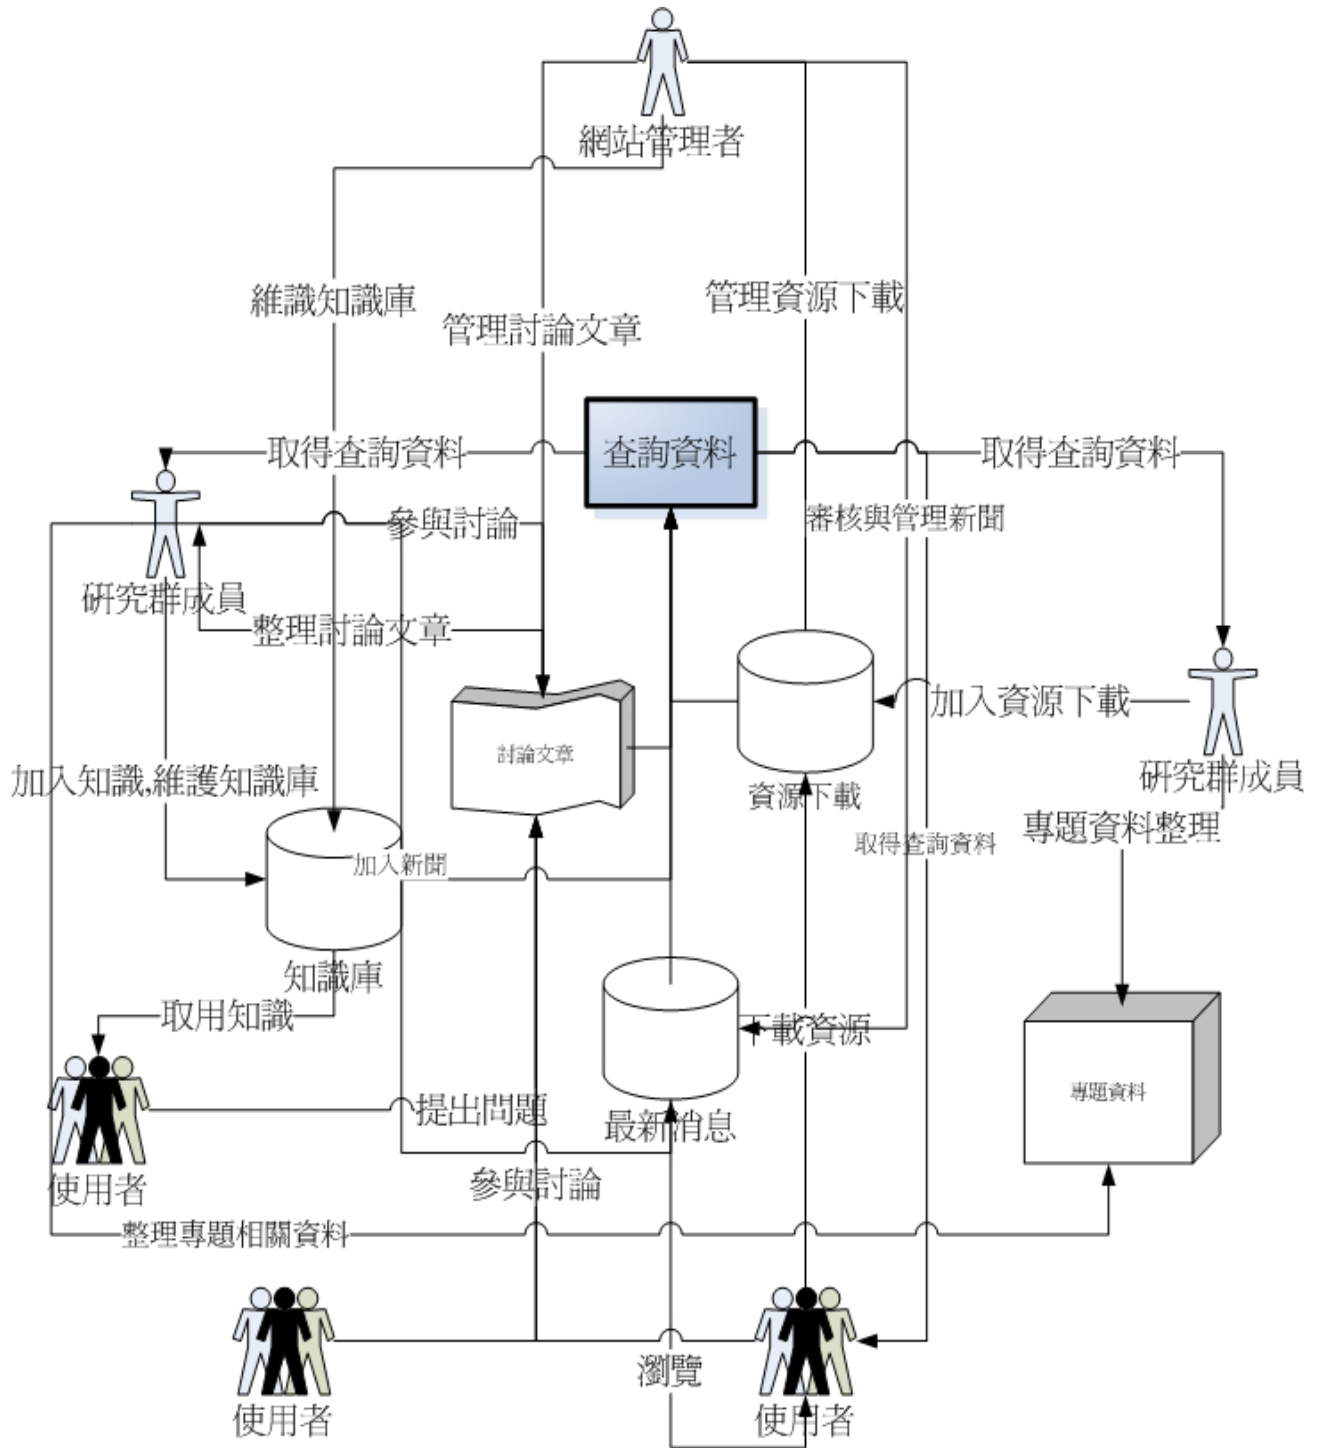 網站管理者
維識知識庫
管理資源下載
管理討論文章
取得查詢資料
查詢資料
取得查詢資料
參與討論
審核與管理新聞
研究群成員
整理討論文章
加入資源下載
討論文章
研究群成員
加入知識,維護知識庫
資源下載
專題資料整理
取得查詢資料
加入新聞
知識庫
取用知識
下載資源
專題資料
提出問題
最新消息
使用者
參與討論
整理專題相關資料
瀏覽
使用者
使用者